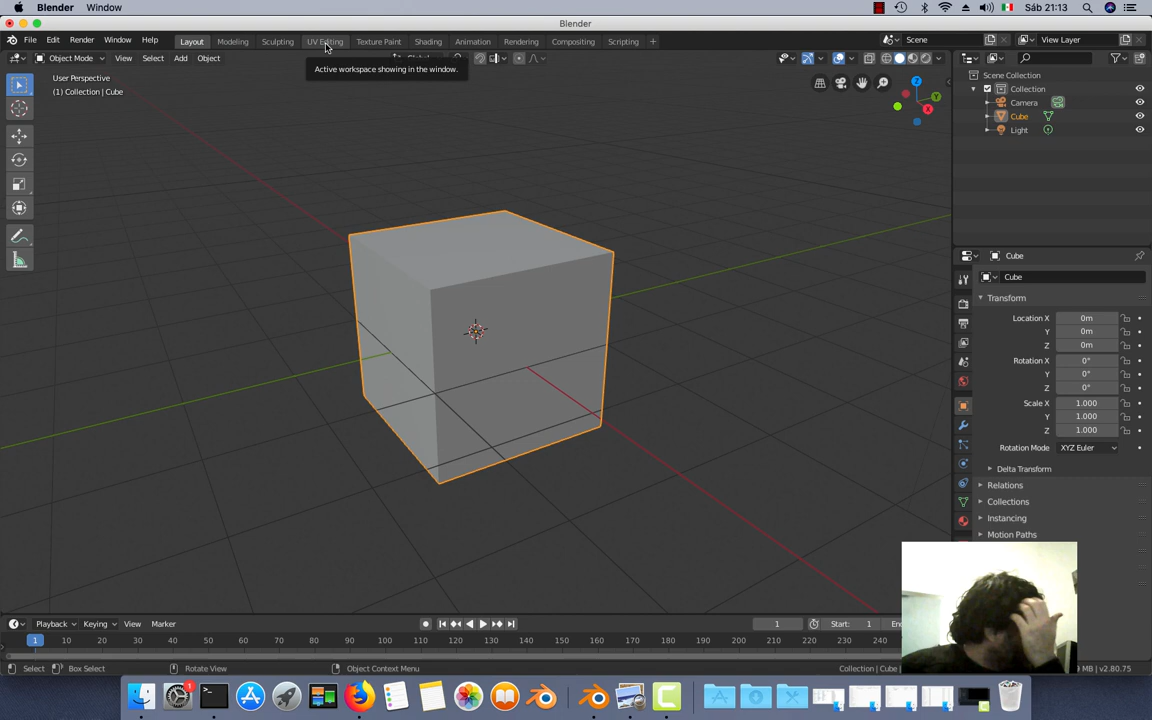 Blender Window Sáb 21:13
Blender
File Edit Render Window Help Layout Modeling Sculpting UV Editing Texture Paint Shading Animation Rendering Compositing Scripting + Scene View Layer
Object Mode View Select Add Object
Active workspace showing in the window.
User Perspective
(1) Collection | Cube
Z
Y
X
Scene Collection
Collection
Camera
Cube
Light
Cube
Cube
Transform
Location X 0m
Y 0m
Z 0m
Rotation X 0°
Y 0°
Z 0°
Scale X 1.000
Y 1.000
Z 1.000
Rotation Mode XYZ Euler
Delta Transform
Relations
Collections
Instancing
Motion Paths
Playback Keying View Marker 1 Start: 1
1 10 20 30 40 50 60 70 80 90 100 110 120 130 140 150 160 170 180 190 200 210 220 230 240
Select Box Select Rotate View Object Context Menu Collection | Cube MB | v2.80.75
1